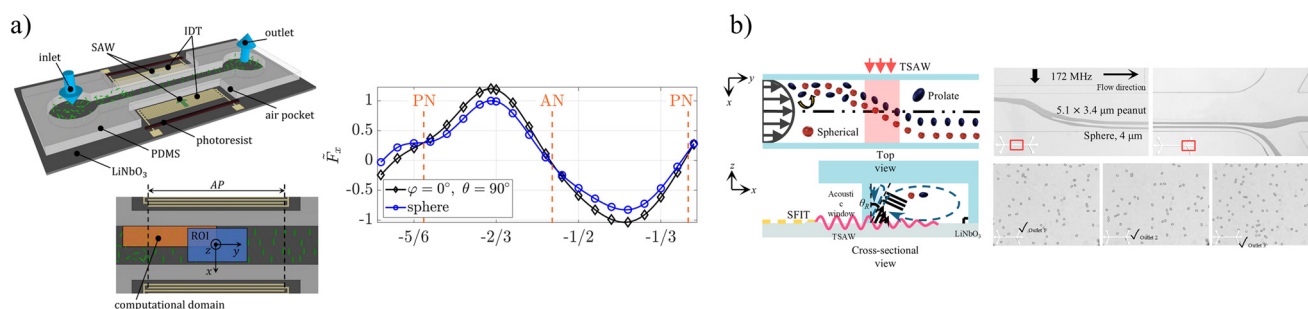 a)
inlet
SAW
IDT
outlet
air pocket
photoresist
PDMS
LiNbO₃
AP
ROI
z
y
x
computational domain
PN
AN
PN
1
0.5
0
-0.5
-1
F̃ₓ
φ = 0°, θ = 90°
sphere
-5/6
-2/3
-1/2
-1/3
b)
TSAW
y
x
Prolate
Spherical
Top
view
z
x
SFIT
Acousti
c
window
θ_R
TSAW
LiNbO₃
Cross-sectional
view
172 MHz
Flow direction
5.1 × 3.4 μm peanut
Sphere, 4 μm
Outlet 1
Outlet 2
Outlet 3